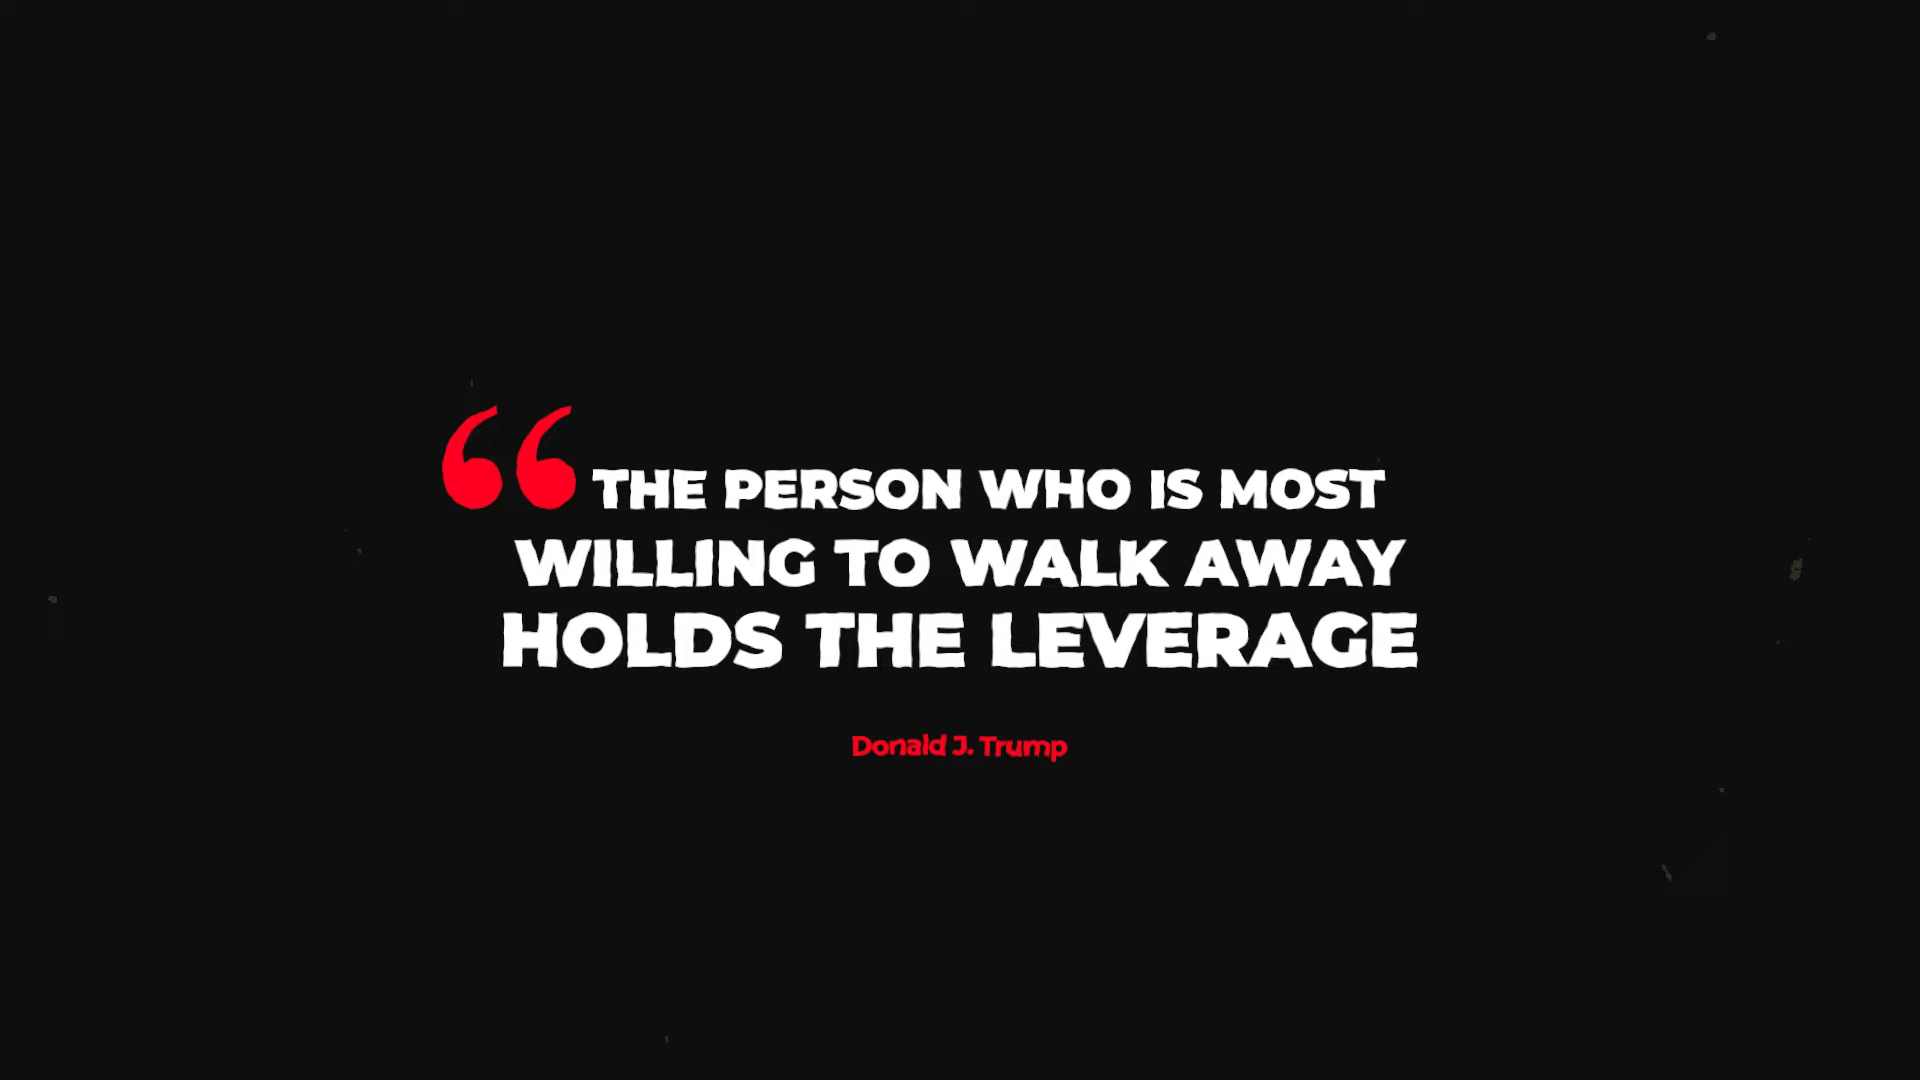 “ THE PERSON WHO IS MOST
WILLING TO WALK AWAY
HOLDS THE LEVERAGE
Donald J. Trump